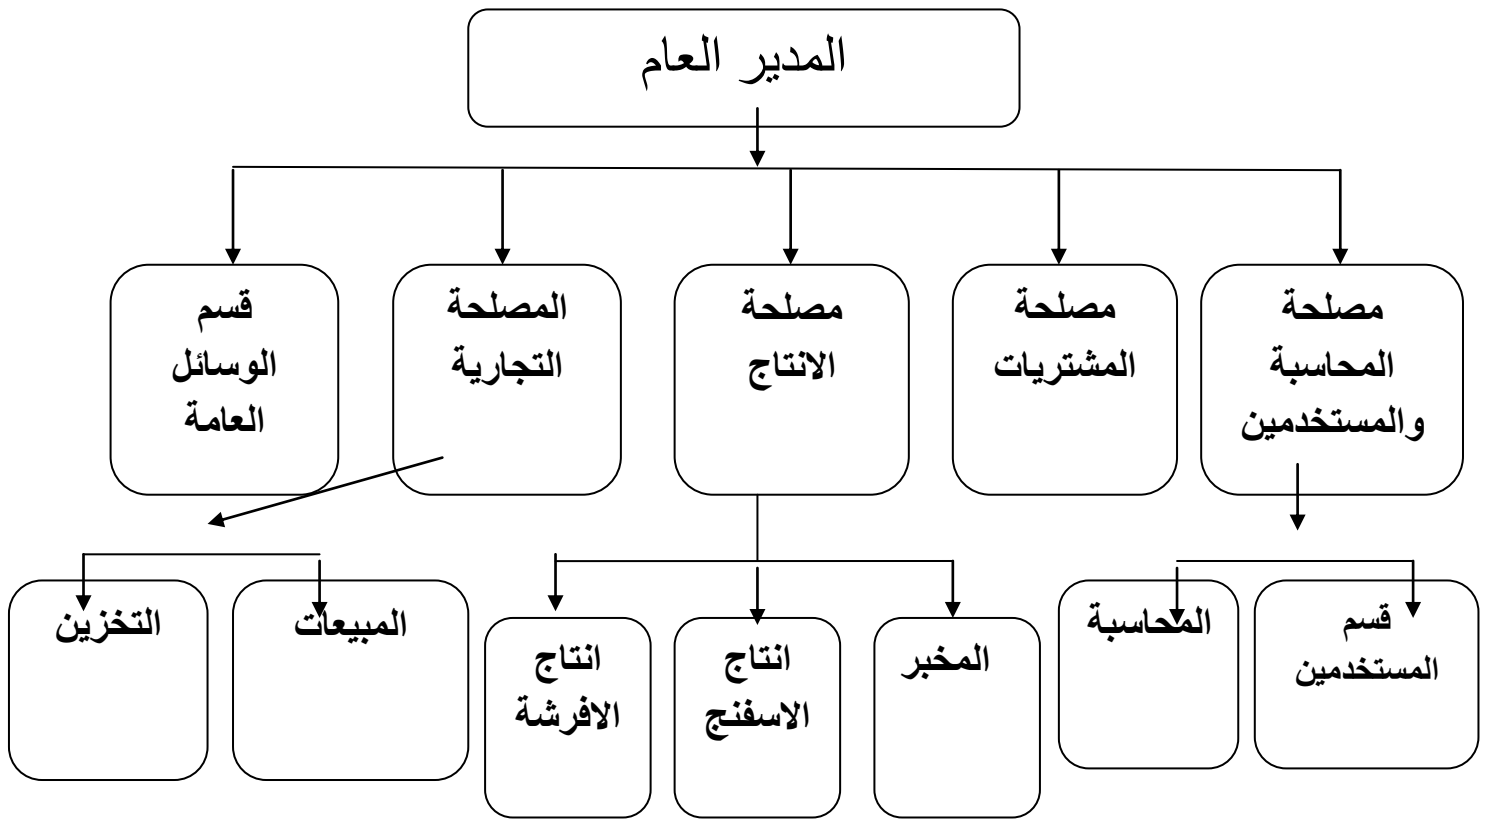 المدير العام
مصلحة
المحاسبة
والمستخدمين
مصلحة
المشتريات
مصلحة
الانتاج
المصلحة
التجارية
قسم
الوسائل
العامة
قسم
المستخدمين
المحاسبة
المخبر
انتاج
الاسفنج
انتاج
الافرشة
المبيعات
التخزين